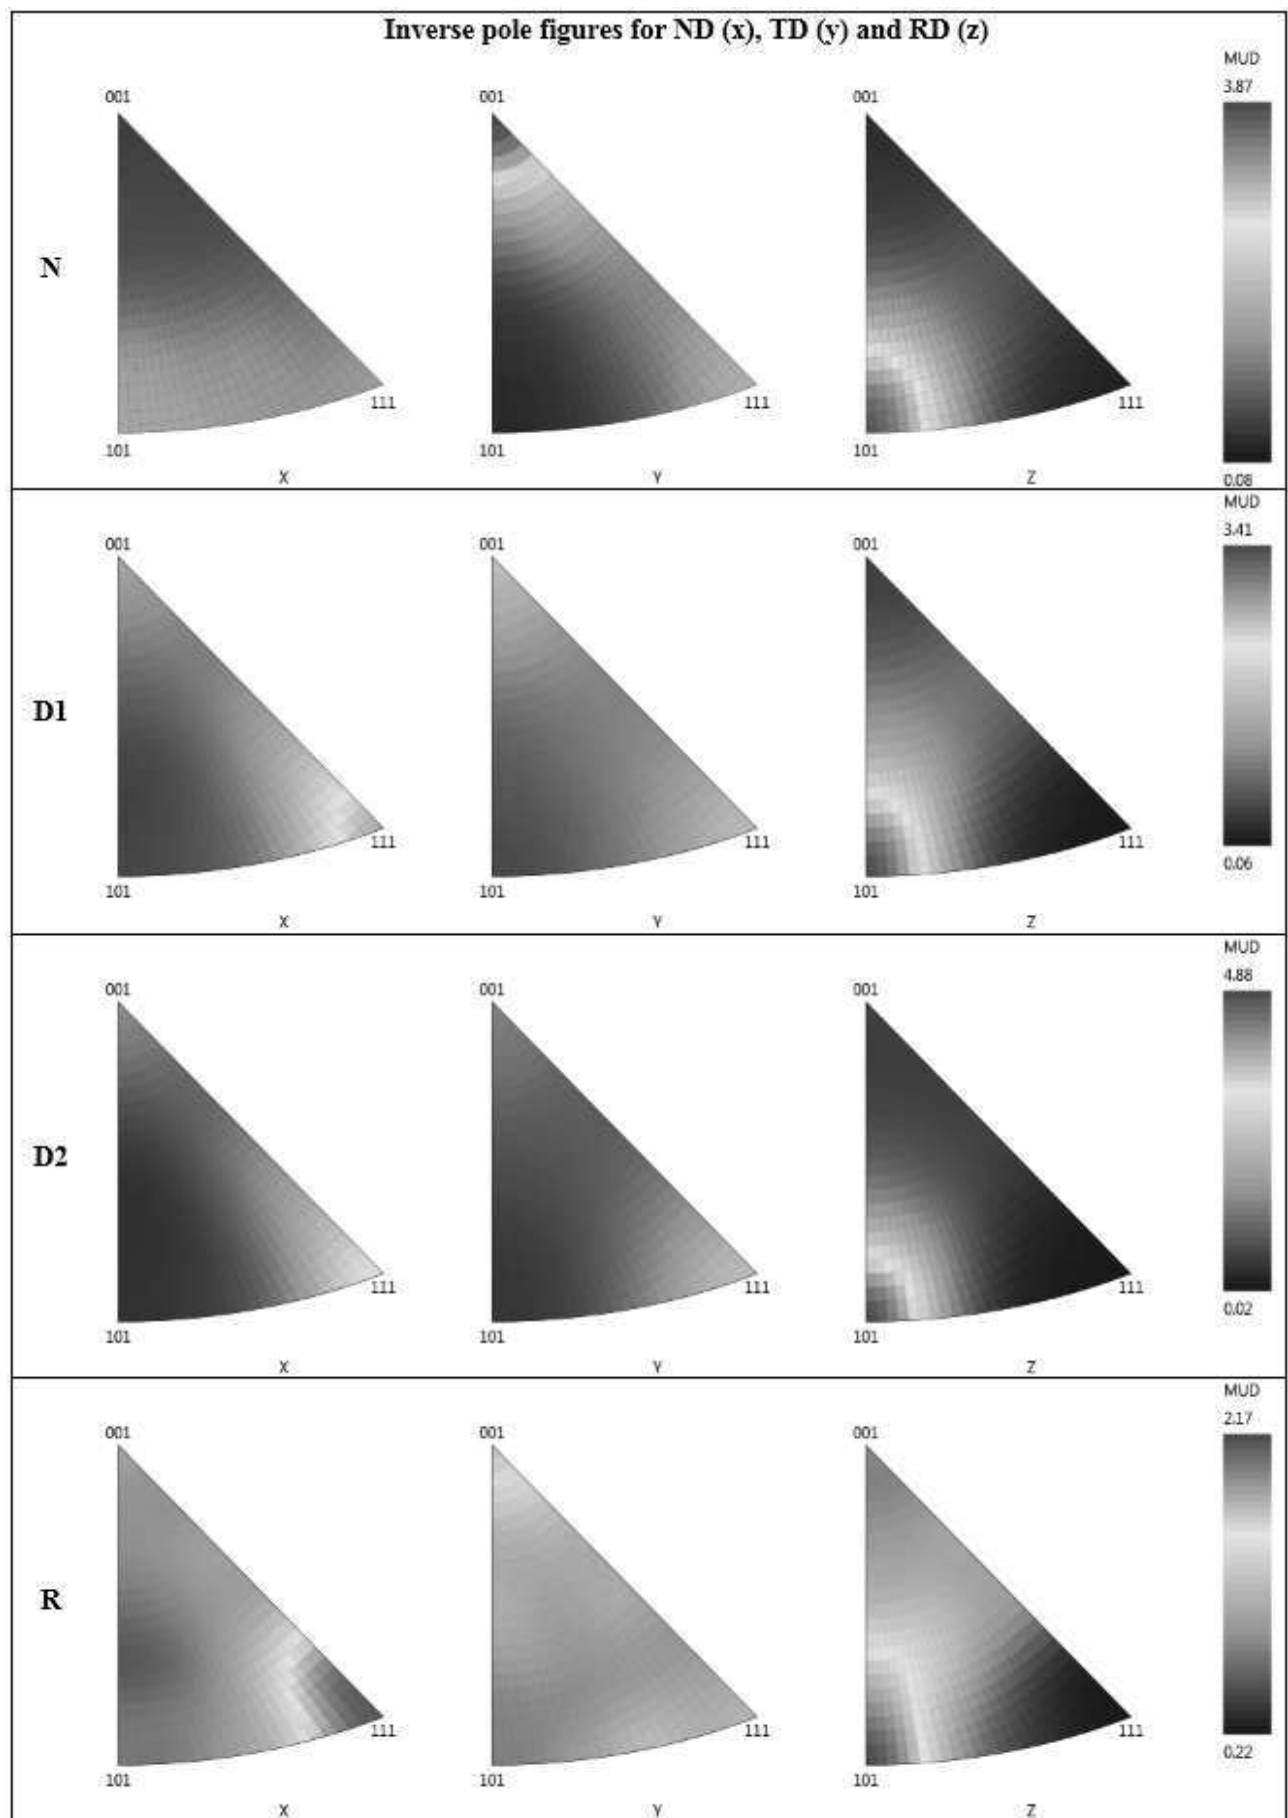 Inverse pole figures for ND (x), TD (y) and RD (z)
MUD
3.87
001 001 001
N
111 111 111
101 101 101
X Y Z
0.08
MUD
3.41
001 001 001
D1
111 111 111
0.06
101 101 101
X Y Z
MUD
4.88
001 001 001
D2
111 111 111
0.02
101 101 101
X Y Z
MUD
2.17
001 001 001
R
111 111 111
0.22
101 101 101
X Y Z